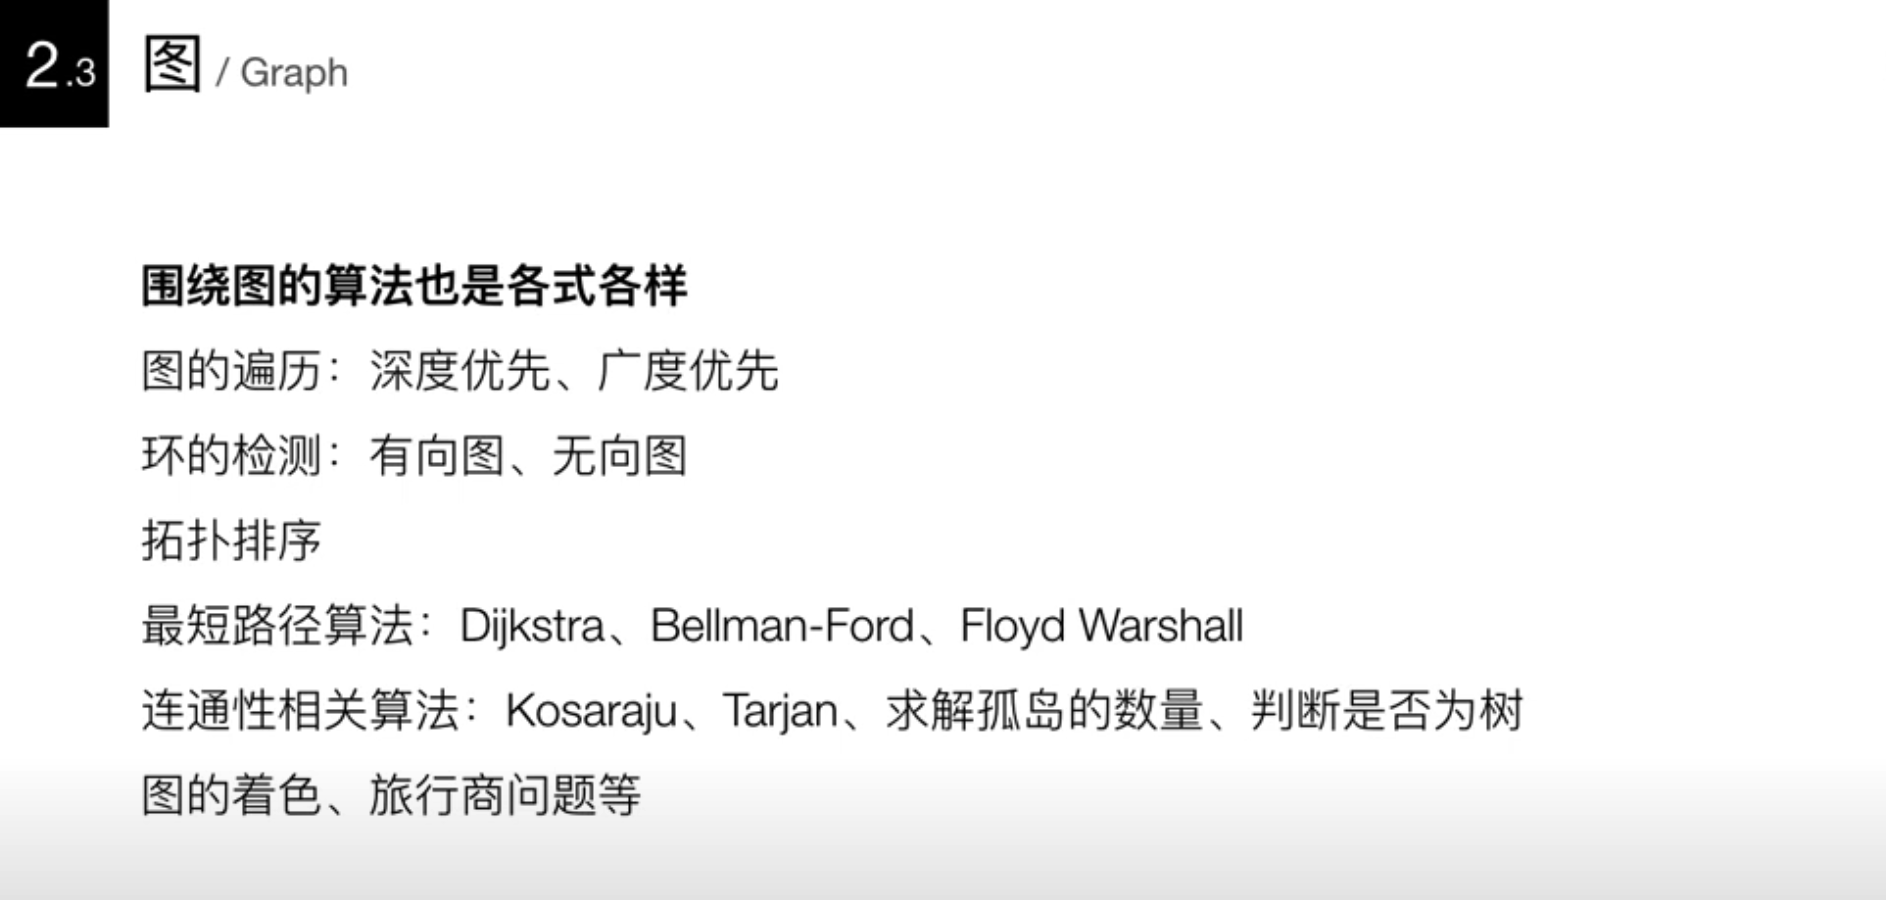 2.3 图 / Graph
围绕图的算法也是各式各样
图的遍历：深度优先、广度优先
环的检测：有向图、无向图
拓扑排序
最短路径算法：Dijkstra、Bellman-Ford、Floyd Warshall
连通性相关算法：Kosaraju、Tarjan、求解孤岛的数量、判断是否为树
图的着色、旅行商问题等